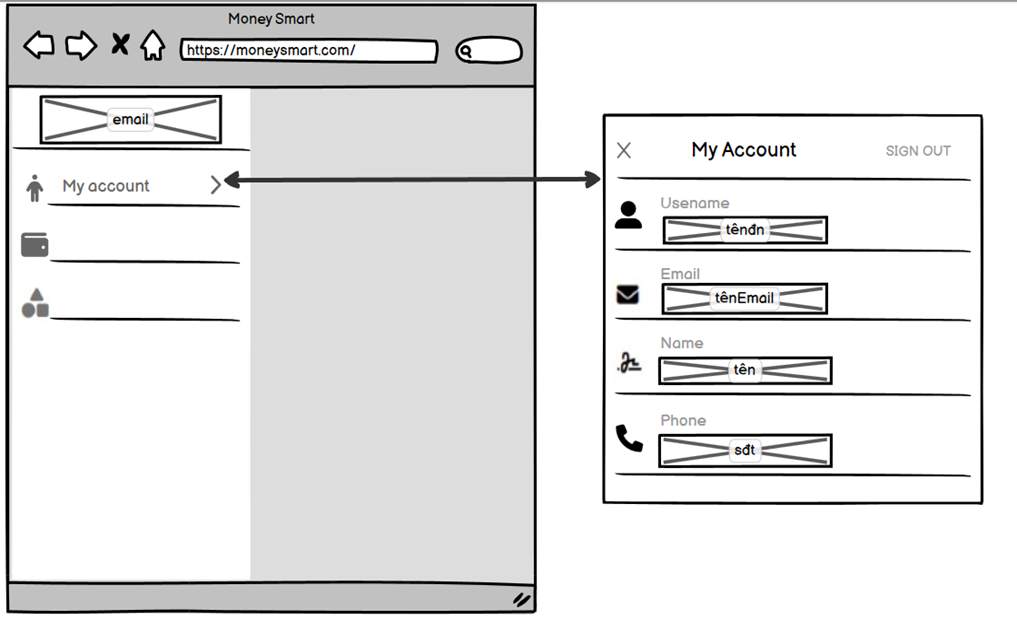 Money Smart
https://moneysmart.com/
email
My account
My Account
SIGN OUT
Usename
tênđn
Email
tênEmail
Name
tên
Phone
sđt